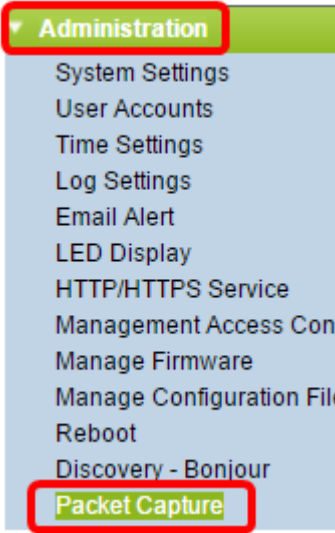 Administration
System Settings
User Accounts
Time Settings
Log Settings
Email Alert
LED Display
HTTP/HTTPS Service
Management Access Con
Manage Firmware
Manage Configuration File
Reboot
Discovery - Bonjour
Packet Capture